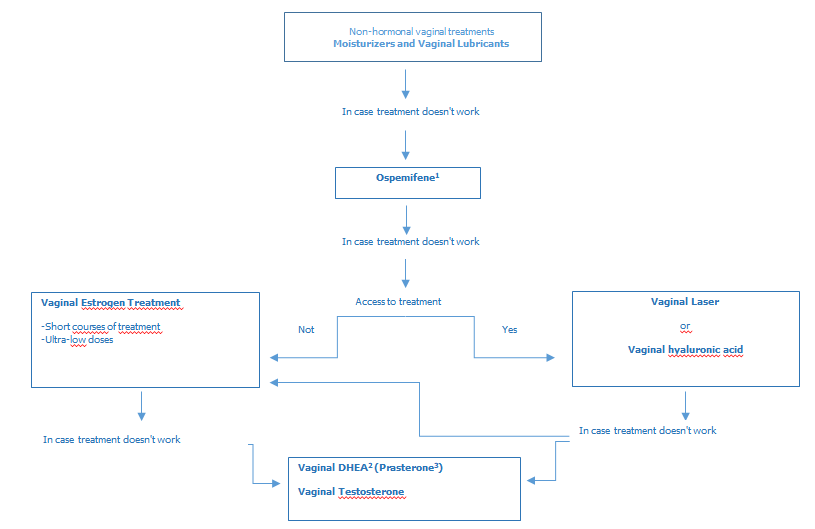 Non-hormonal vaginal treatments
Moisturizers and Vaginal Lubricants
In case treatment doesn't work
Ospemifene¹
In case treatment doesn't work
Access to treatment
Not
Yes
Vaginal Estrogen Treatment
-Short courses of treatment
-Ultra-low doses
Vaginal Laser
or
Vaginal hyaluronic acid
In case treatment doesn't work
In case treatment doesn't work
Vaginal DHEA² (Prasterone³)
Vaginal Testosterone